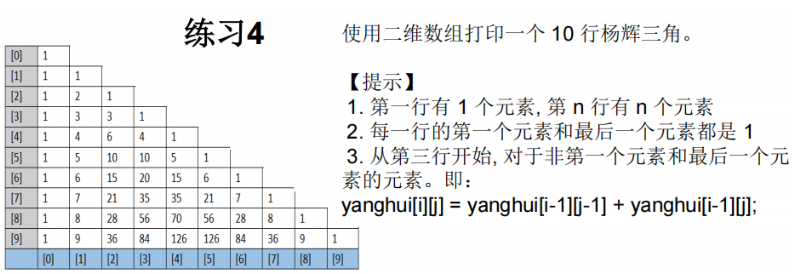 练习4
[0] 1
[1] 1 1
[2] 1 2 1
[3] 1 3 3 1
[4] 1 4 6 4 1
[5] 1 5 10 10 5 1
[6] 1 6 15 20 15 6 1
[7] 1 7 21 35 35 21 7 1
[8] 1 8 28 56 70 56 28 8 1
[9] 1 9 36 84 126 126 84 36 9 1
[0] [1] [2] [3] [4] [5] [6] [7] [8] [9]
使用二维数组打印一个 10 行杨辉三角。
【提示】
1. 第一行有 1 个元素, 第 n 行有 n 个元素
2. 每一行的第一个元素和最后一个元素都是 1
3. 从第三行开始, 对于非第一个元素和最后一个元
素的元素。即：
yanghui[i][j] = yanghui[i-1][j-1] + yanghui[i-1][j];